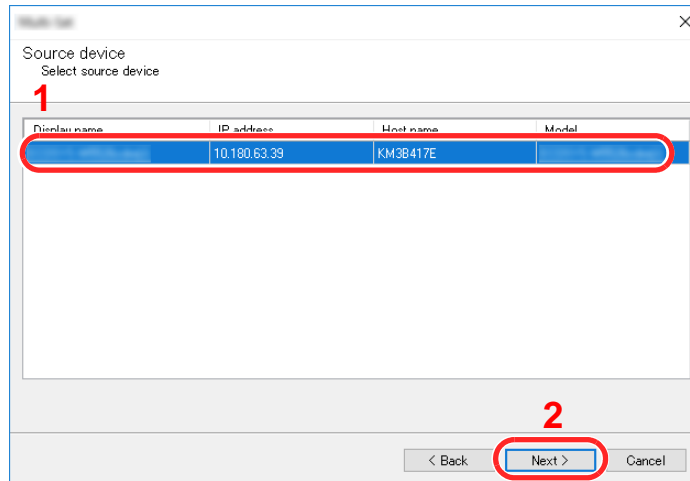 Source device
Select source device
1
Display name IP address Host name Model
10.180.63.39 KM3B417E
2
< Back Next > Cancel